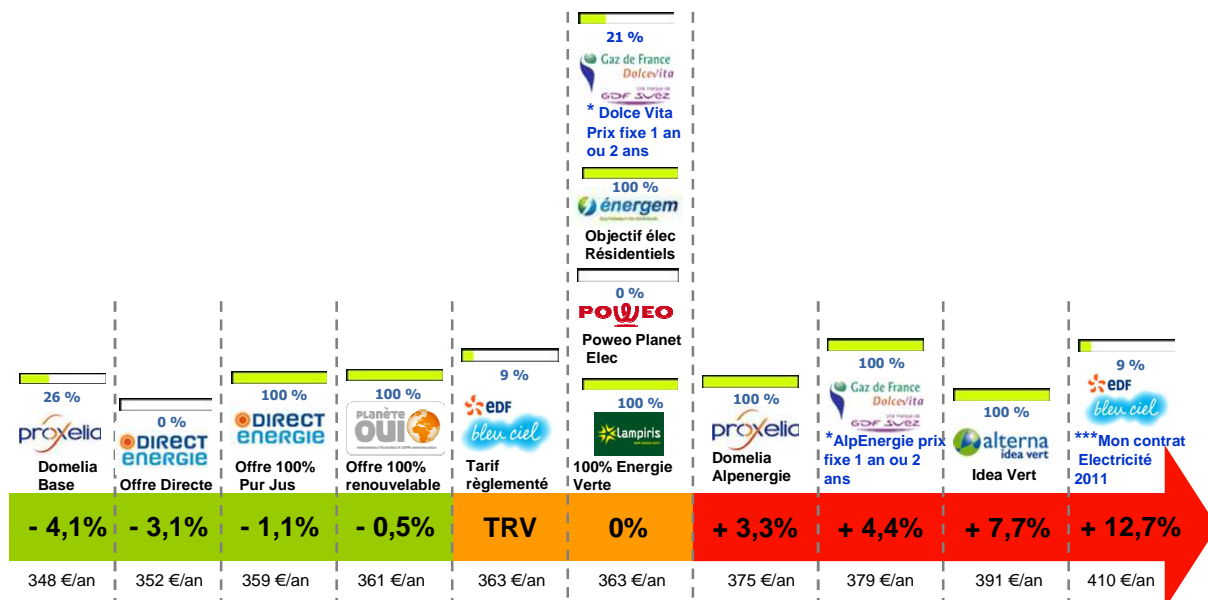 21 %
Gaz de France
DolceVita
Une marque de
GDF SUEZ
* Dolce Vita
Prix fixe 1 an
ou 2 ans
100 %
énergem
Objectif élec
Résidentiels
0 %
POWEO
Poweo Planet
Elec
100 %
Lampiris
100% Energie
Verte
26 %
proxelia
Domelia
Base
0 %
DIRECT
ENERGIE
Offre Directe
100 %
DIRECT
ENERGIE
Offre 100%
Pur Jus
100 %
PLANÈTE
OUI
Offre 100%
renouvelable
9 %
eDF
bleu ciel
Tarif
règlementé
100 %
proxelia
Domelia
Alpenergie
100 %
Gaz de France
DolceVita
Une marque de
GDF SUEZ
*AlpEnergie prix
fixe 1 an ou 2
ans
100 %
alterna
idea vert
Idea Vert
9 %
eDF
bleu ciel
***Mon contrat
Electricité
2011
- 4,1% - 3,1% - 1,1% - 0,5% TRV 0% + 3,3% + 4,4% + 7,7% + 12,7%
348 €/an 352 €/an 359 €/an 361 €/an 363 €/an 363 €/an 375 €/an 379 €/an 391 €/an 410 €/an